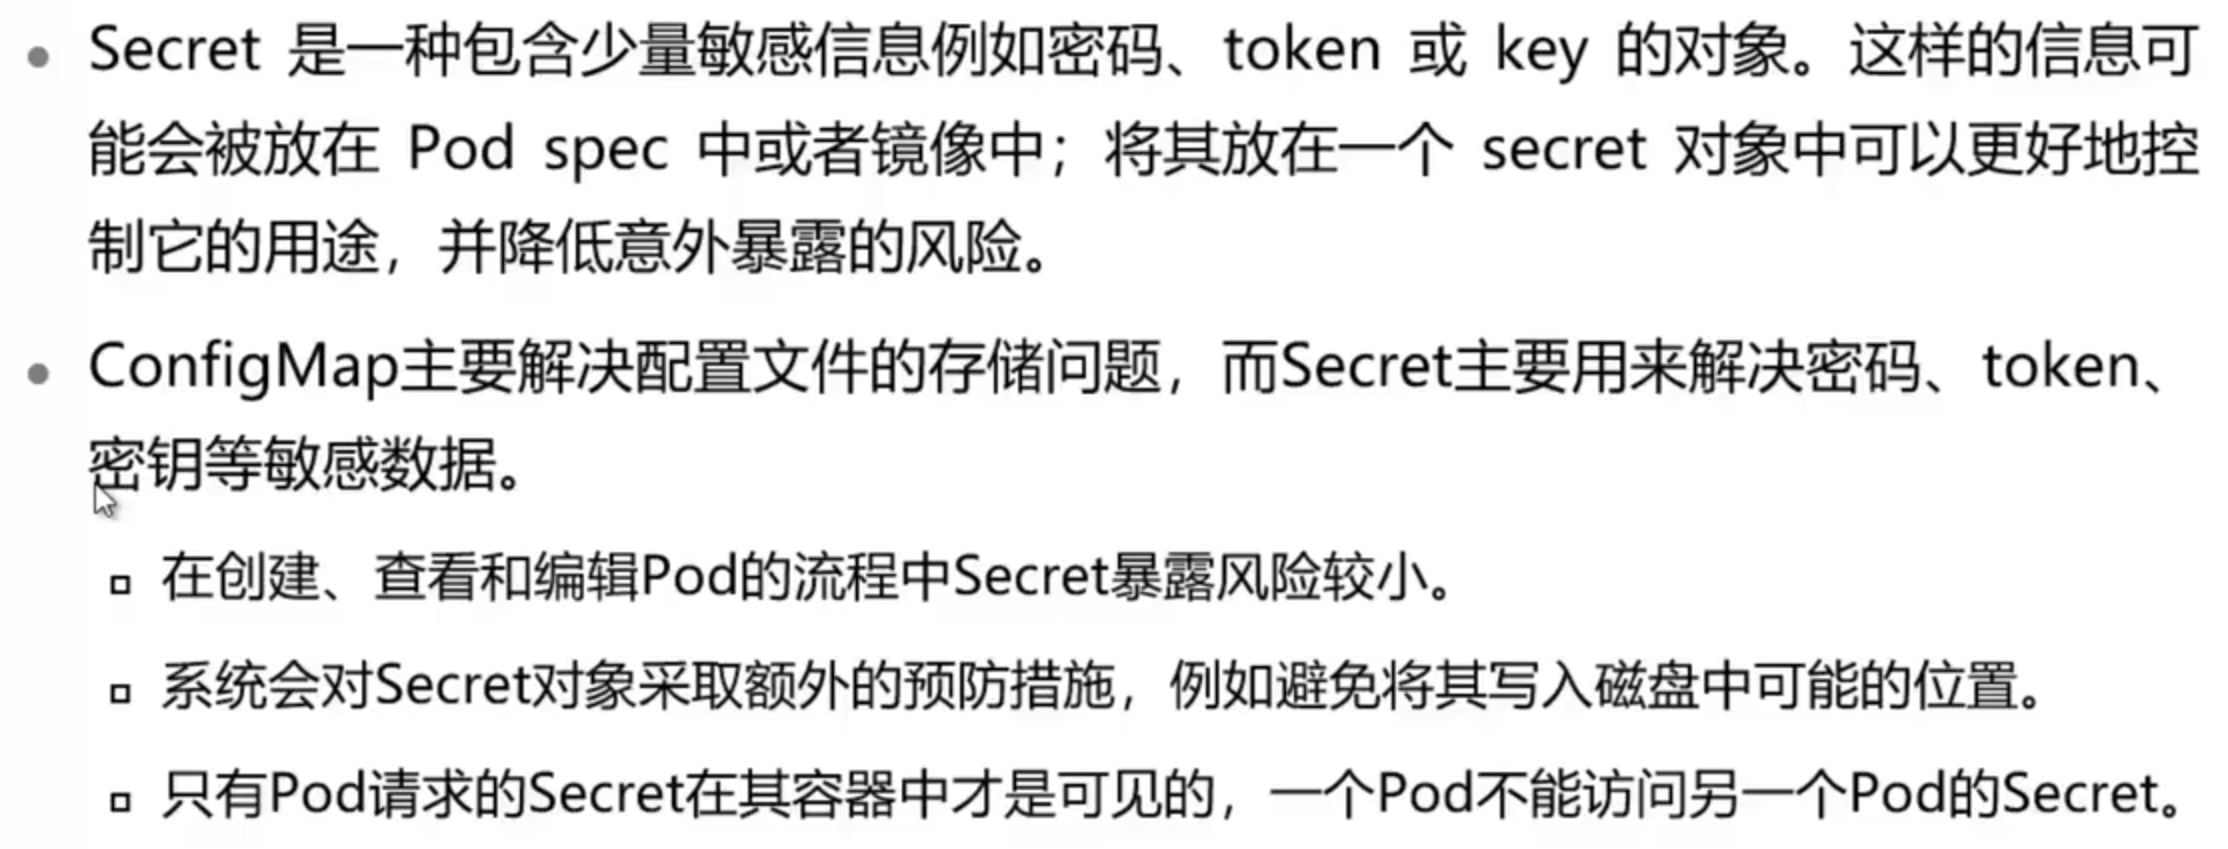 Secret 是一种包含少量敏感信息例如密码、token 或 key 的对象。这样的信息可
能会被放在 Pod spec 中或者镜像中；将其放在一个 secret 对象中可以更好地控
制它的用途，并降低意外暴露的风险。
ConfigMap主要解决配置文件的存储问题，而Secret主要用来解决密码、token、
密钥等敏感数据。
在创建、查看和编辑Pod的流程中Secret暴露风险较小。
系统会对Secret对象采取额外的预防措施，例如避免将其写入磁盘中可能的位置。
只有Pod请求的Secret在其容器中才是可见的，一个Pod不能访问另一个Pod的Secret。